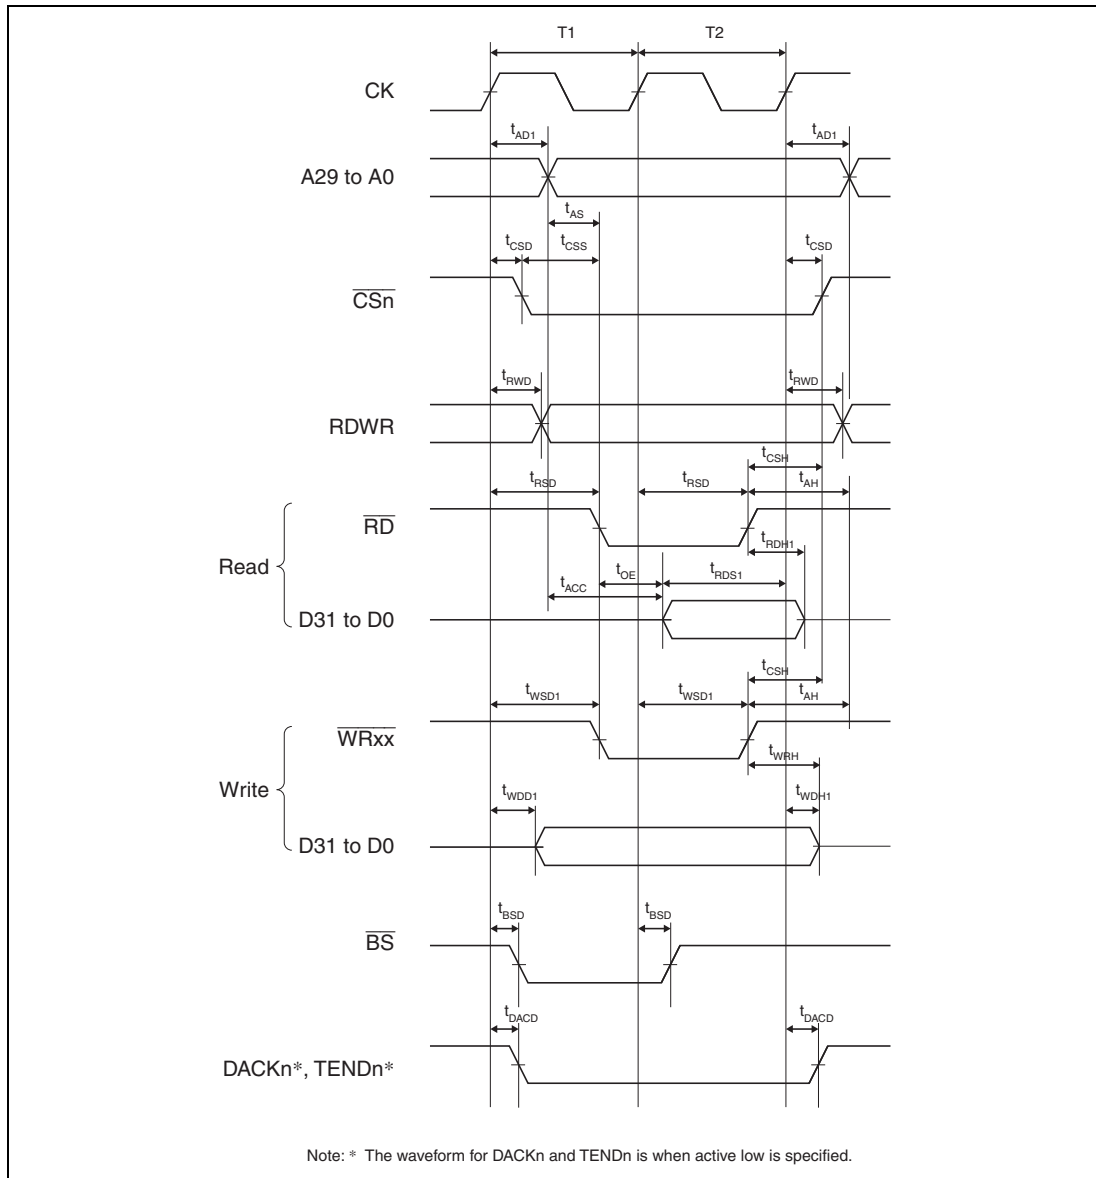 T1 T2
CK
tAD1 tAD1
A29 to A0
tAS
tCSD tCSS tCSD
CSn
tRWD tRWD
RDWR
tCSH
tRSD tRSD tAH
RD
tRDH1
Read
tOE tRDS1
tACC
D31 to D0
tCSH
tWSD1 tWSD1 tAH
WRxx
tWRH
Write
tWDD1 tWDH1
D31 to D0
tBSD tBSD
BS
tDACD tDACD
DACKn*, TENDn*
Note: * The waveform for DACKn and TENDn is when active low is specified.